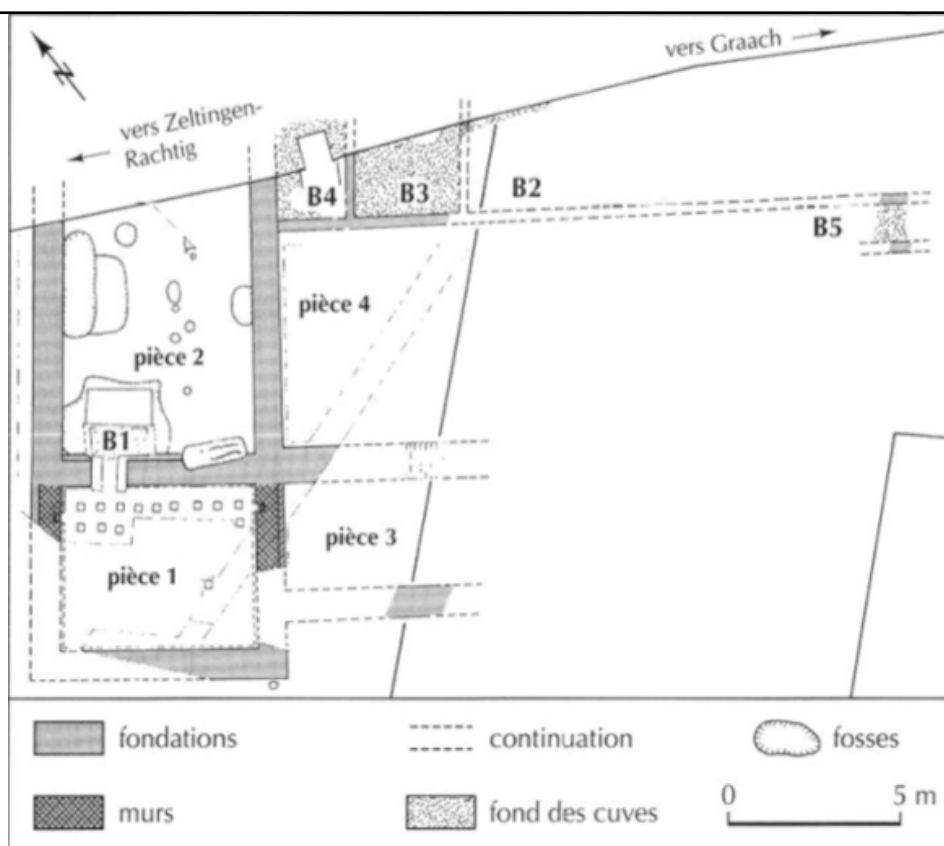 vers Graach
N
vers Zeltingen-
Rachtig
B4
B3
B2
B5
pièce 4
pièce 2
B1
pièce 3
pièce 1
fondations
continuation
fosses
murs
fond des cuves
0
5 m